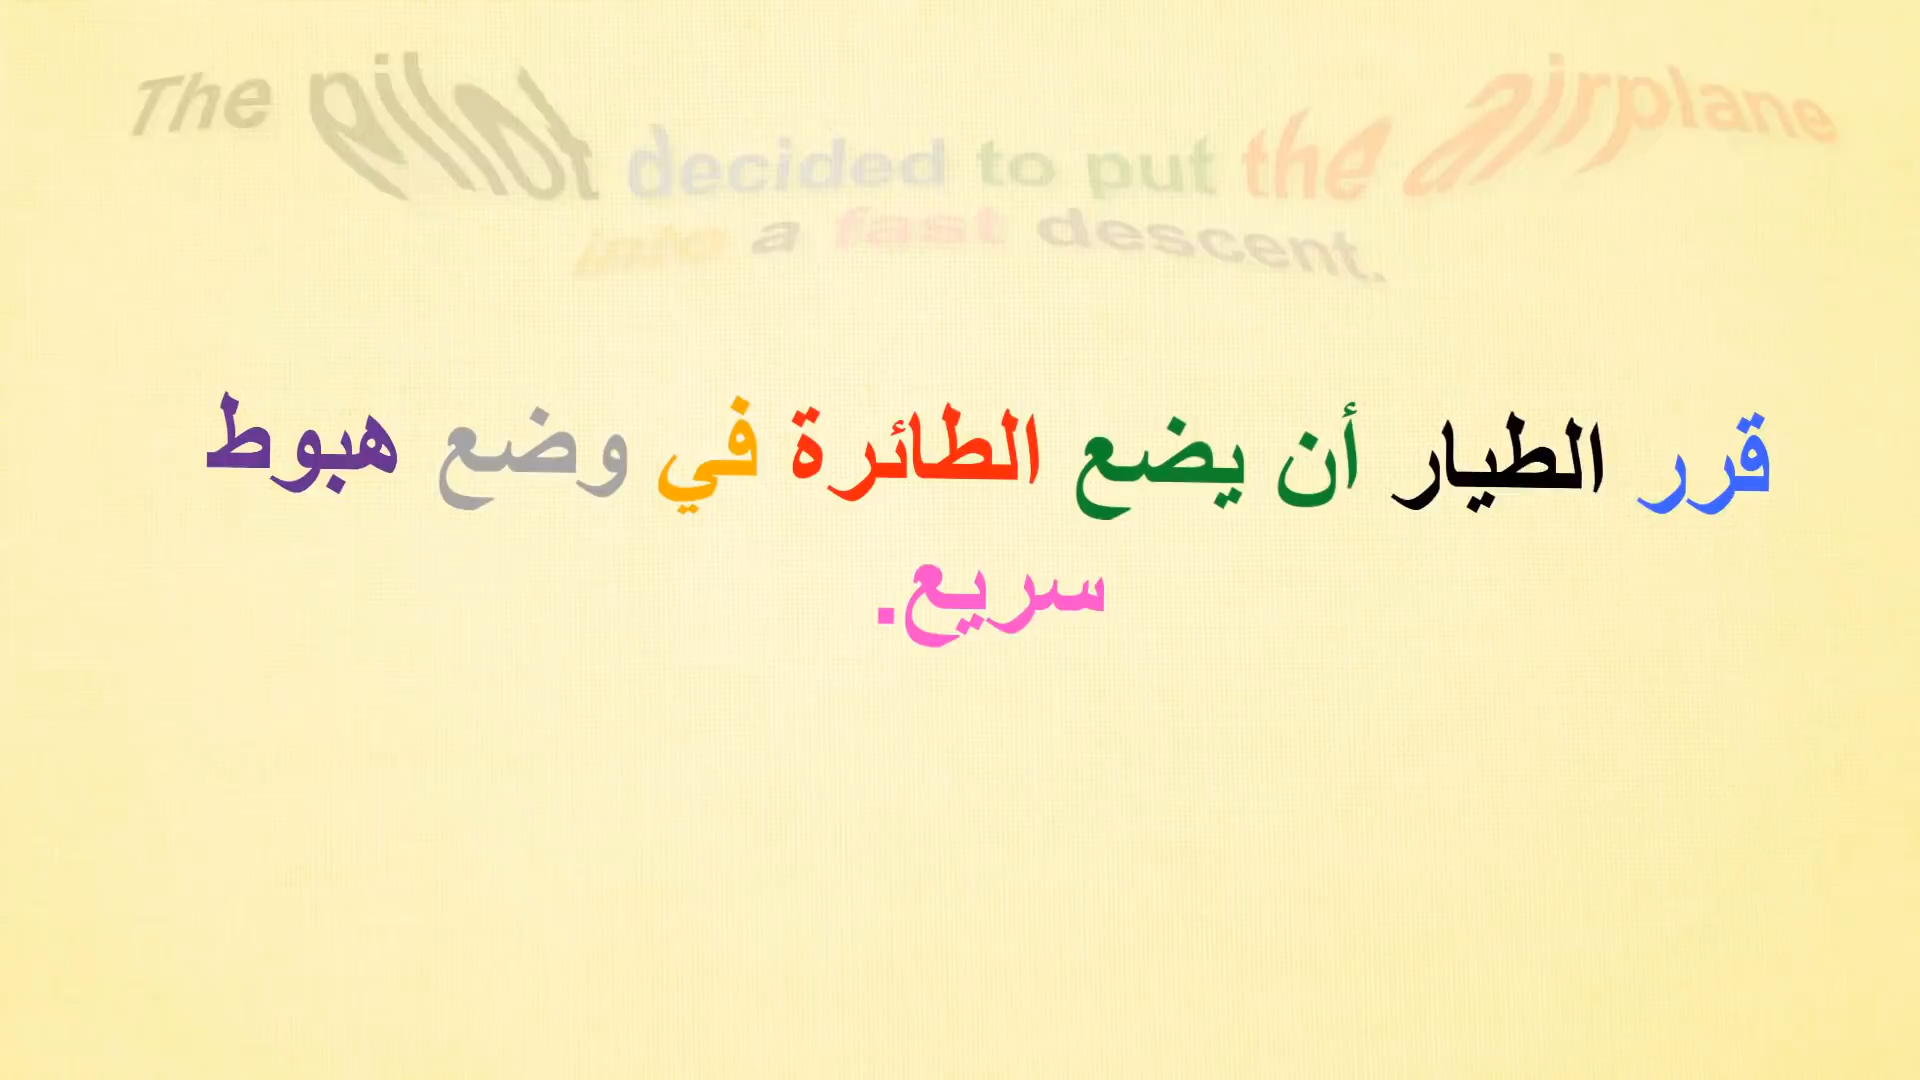 The pilot decided to put the airplane
into a fast descent.
قرر الطيار أن يضع الطائرة في وضع هبوط
سريع.